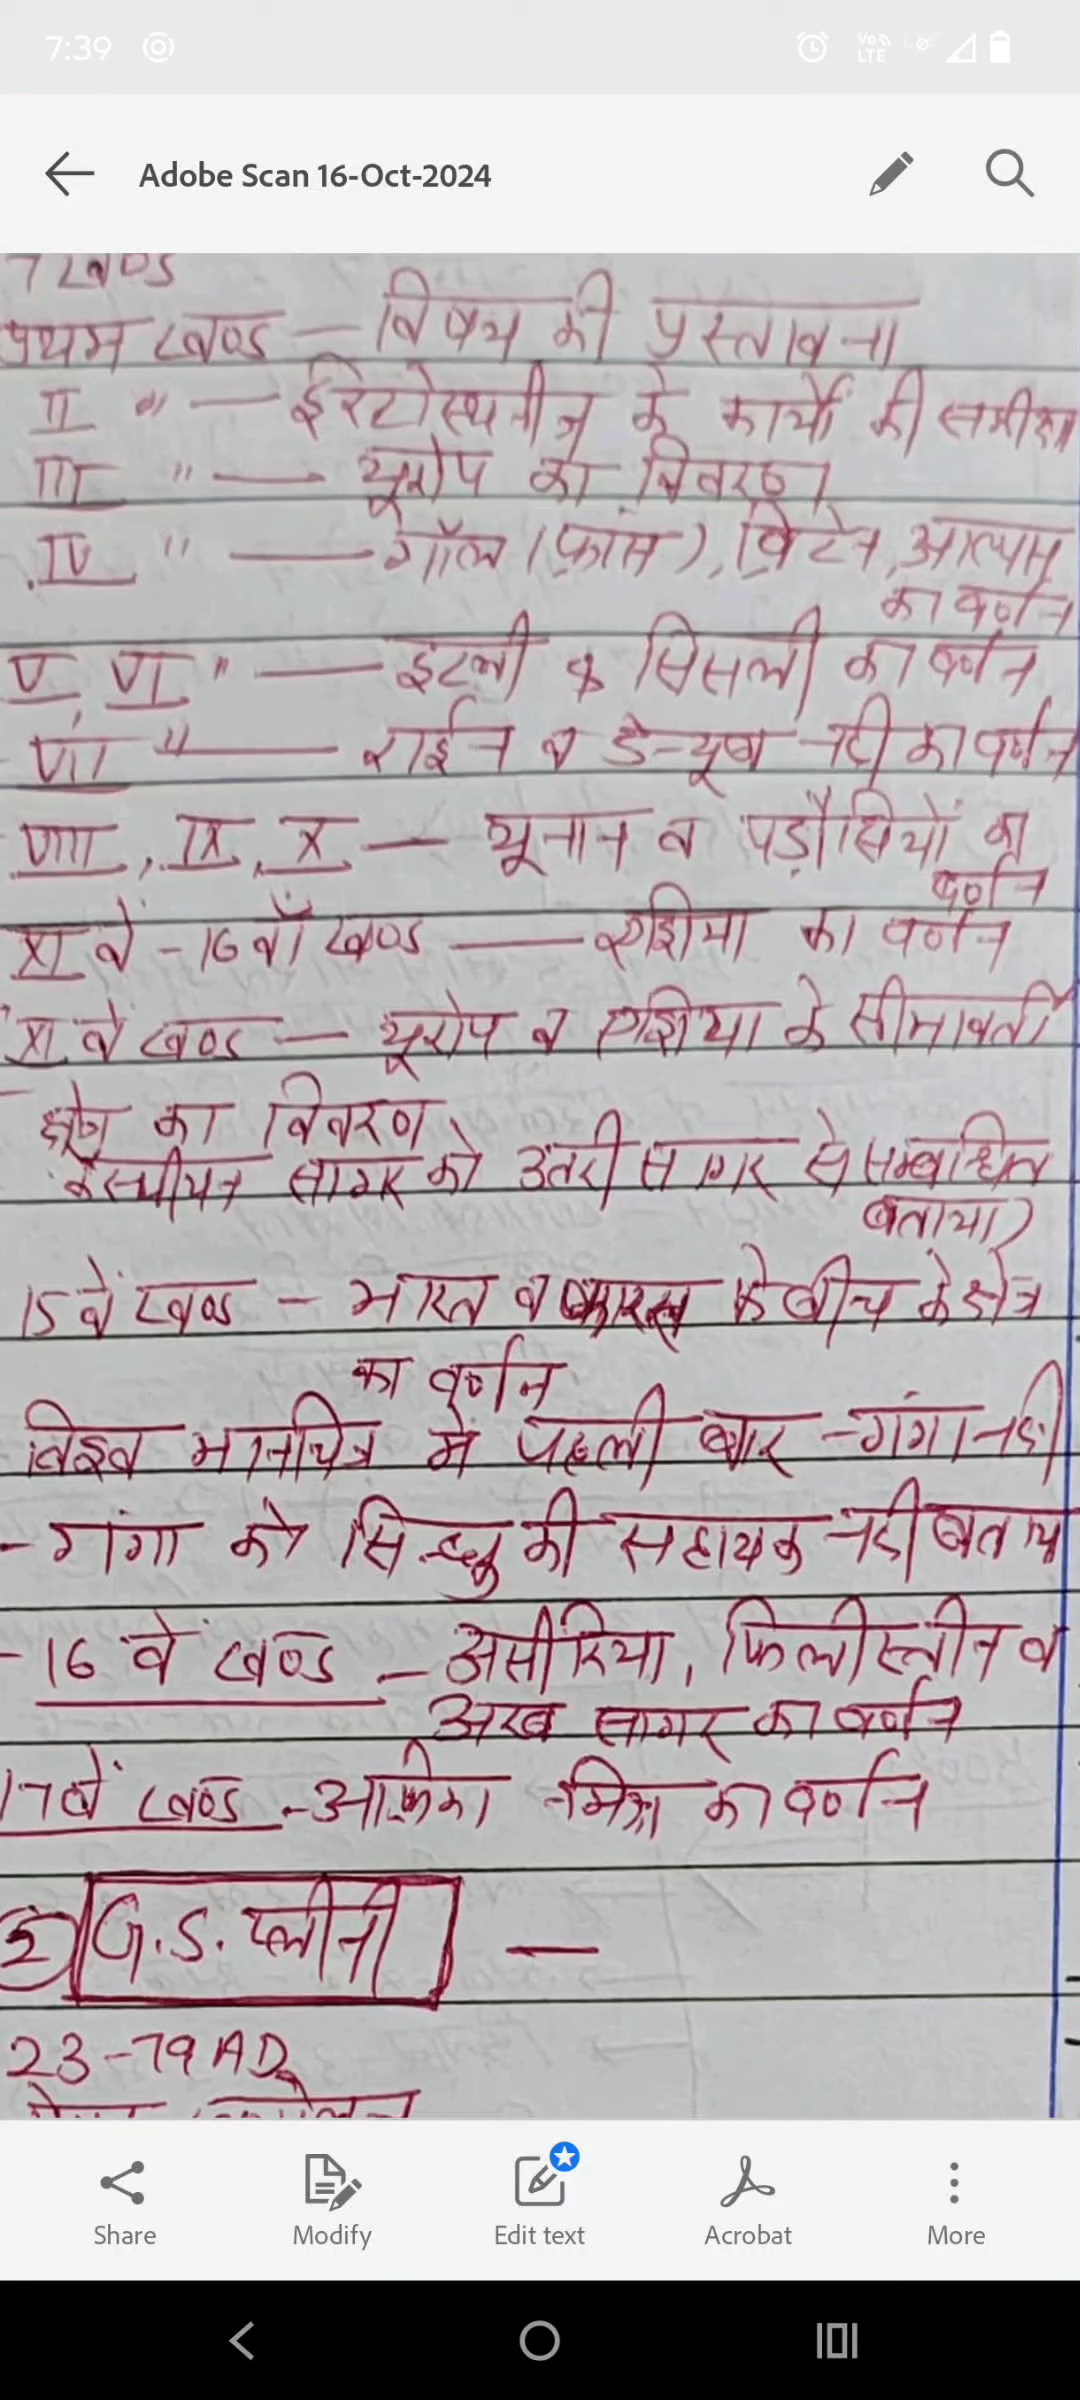 7:39
Adobe Scan 16-Oct-2024
17 खण्ड
प्रथम खण्ड — विषय की प्रस्तावना
II " — इरेटोस्थनीज के कार्यों की समीक्षा
III " — यूरोप का विवरण
IV " — गॉल (फ्रांस), ब्रिटेन, आल्पस
का वर्णन
V, VI " — इटली & सिसली का वर्णन
VII " — राईन व डेन्यूब नदी का वर्णन
VIII, IX, X — यूनान व पड़ौसियों का
वर्णन
XI वें - 16 वाँ खण्ड — एशिया का वर्णन
XI वें खण्ड — यूरोप व एशिया के सीमावर्ती
क्षेत्र का विवरण
कैस्पीयन सागर को उतरी सागर से सम्बन्धित
बताया)
15 वें खण्ड - भारत व फारस के बीच के क्षेत्र
का वर्णन
विश्व मानचित्र में पहली बार - गंगा नदी
- गंगा को सिन्धु की सहायक नदी बताया
- 16 वें खण्ड - असीरिया, फिलीस्तीन व
अरब सागर का वर्णन
17 वें खण्ड - अफ्रीका - मिश्र का वर्णन
2) G.S. प्लीनी —
23-79 AD
Share
Modify
Edit text
Acrobat
More